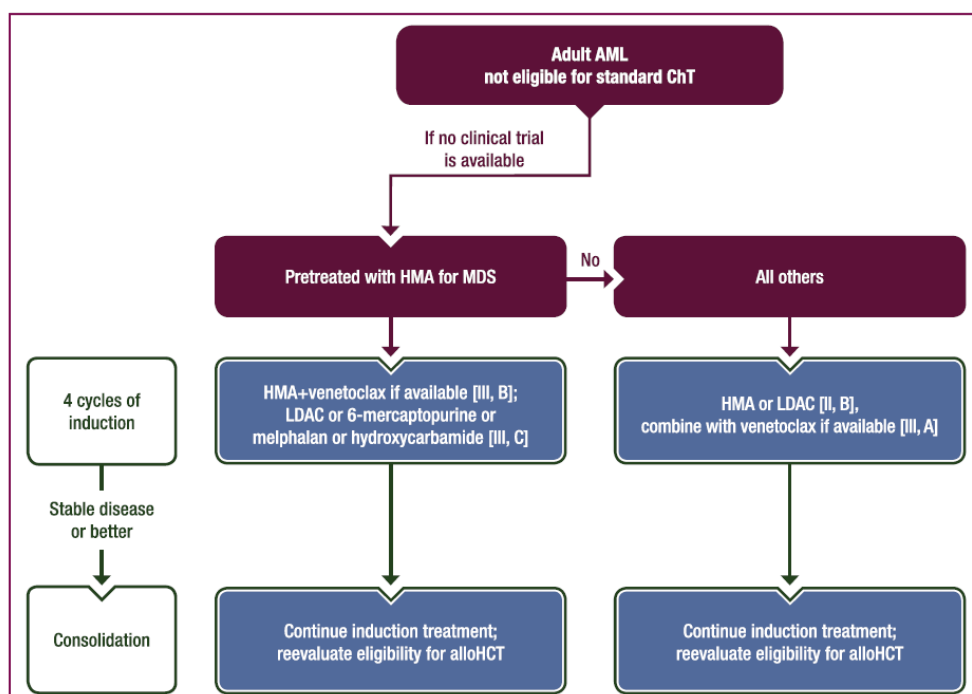 Adult AML
not eligible for standard ChT
If no clinical trial
is available
Pretreated with HMA for MDS
No
All others
4 cycles of
induction
HMA+venetoclax if available [III, B];
LDAC or 6-mercaptopurine or
melphalan or hydroxycarbamide [III, C]
HMA or LDAC [II, B],
combine with venetoclax if available [III, A]
Stable disease
or better
Consolidation
Continue induction treatment;
reevaluate eligibility for alloHCT
Continue induction treatment;
reevaluate eligibility for alloHCT